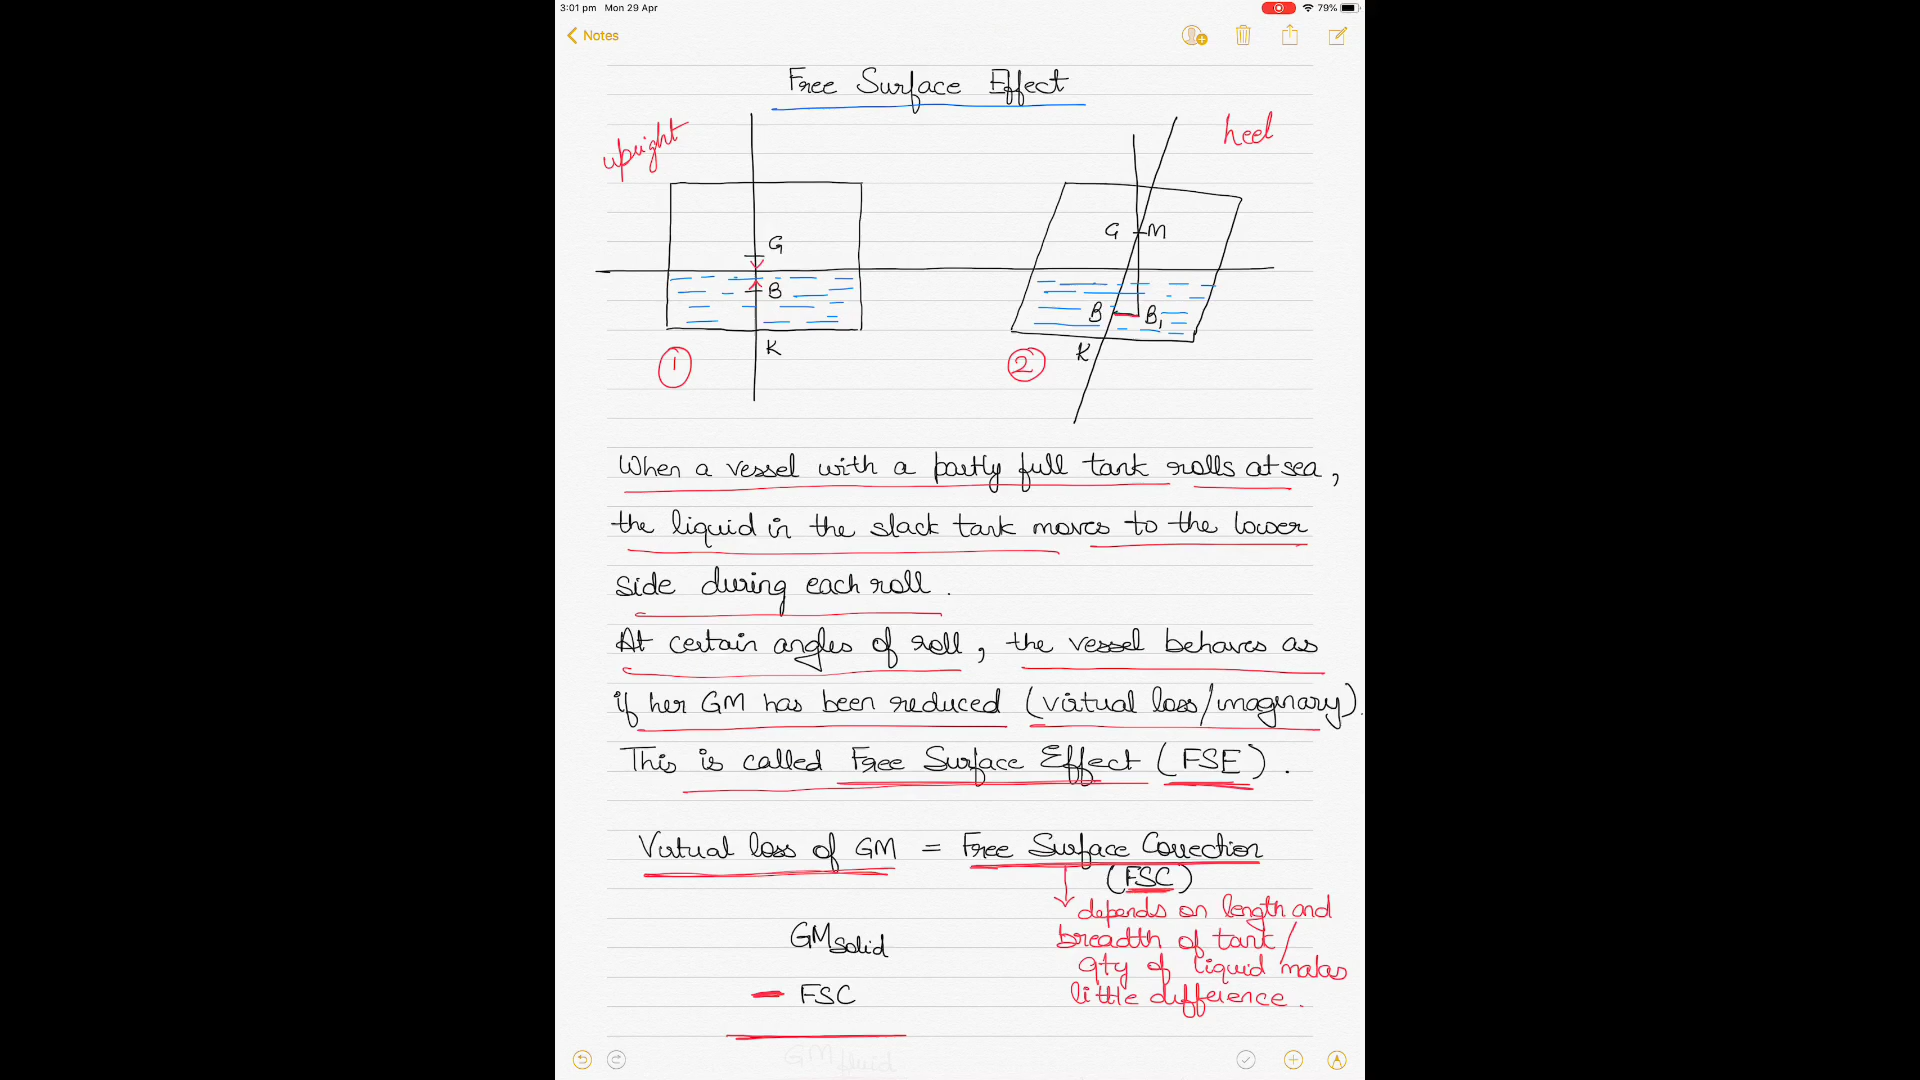 3:01 pm Mon 29 Apr
79%
Notes
Free Surface Effect
upright
heel
G
B
K
1
G M
B B1
K
2
When a vessel with a partly full tank rolls at sea,
the liquid in the slack tank moves to the lower
side during each roll.
At certain angles of roll, the vessel behaves as
if her GM has been reduced (virtual loss/imaginary).
This is called Free Surface Effect (FSE).
Virtual loss of GM = Free Surface Correction
(FSC)
depends on length and
breadth of tank/
qty of liquid makes
little difference.
GMsolid
- FSC
GMfluid